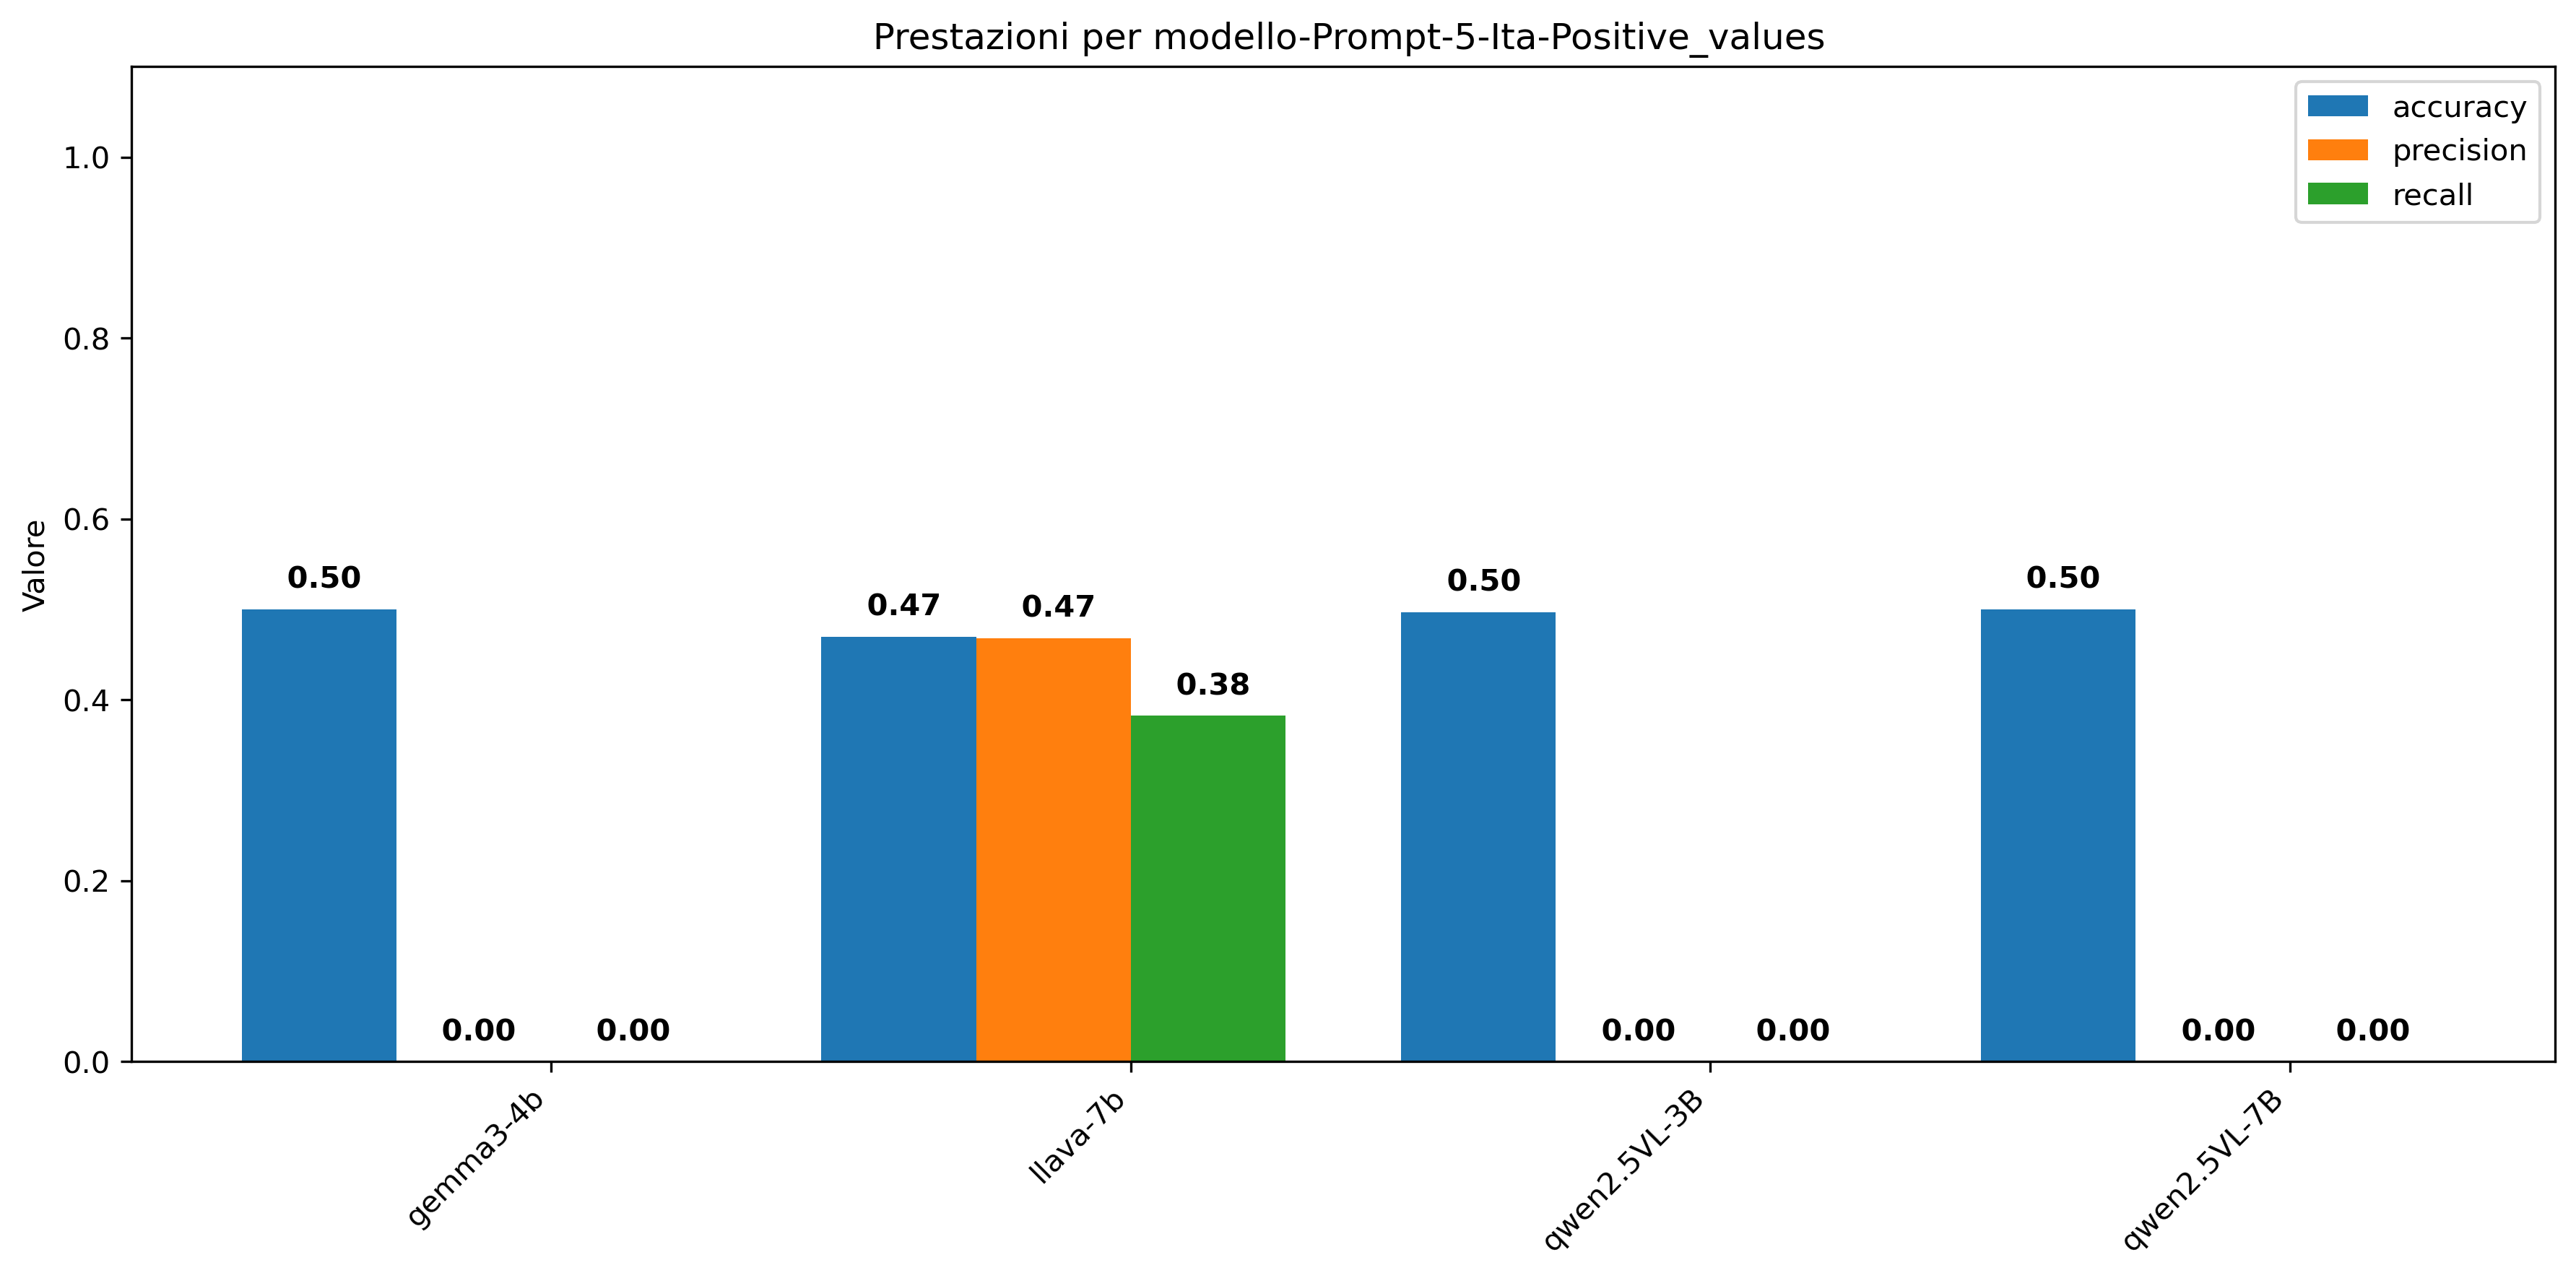 Prestazioni per modello-Prompt-5-Ita-Positive_values
accuracy
precision
recall
Valore
1.0
0.8
0.6
0.4
0.2
0.0
0.50
0.00
0.00
0.47
0.47
0.38
0.50
0.00
0.00
0.50
0.00
0.00
gemma3-4b
llava-7b
qwen2.5VL-3B
qwen2.5VL-7B